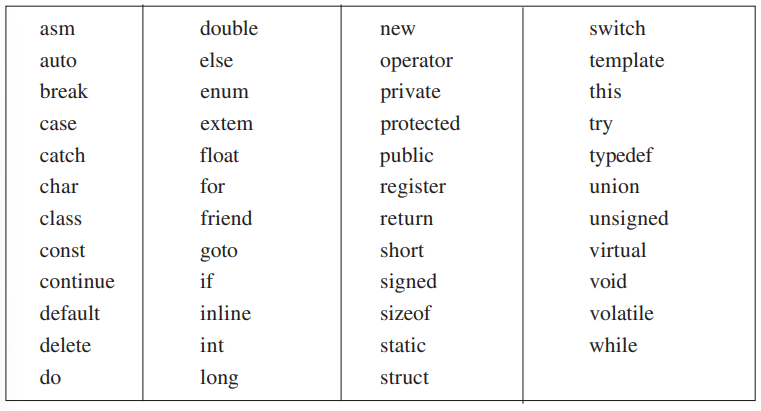 asm double new switch
auto else operator template
break enum private this
case extem protected try
catch float public typedef
char for register union
class friend return unsigned
const goto short virtual
continue if signed void
default inline sizeof volatile
delete int static while
do long struct